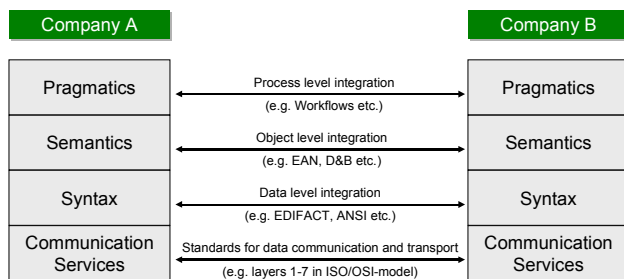 Company A
Company B
Pragmatics
Process level integration
(e.g. Workflows etc.)
Pragmatics
Semantics
Object level integration
(e.g. EAN, D&B etc.)
Semantics
Syntax
Data level integration
(e.g. EDIFACT, ANSI etc.)
Syntax
Communication
Services
Standards for data communication and transport
(e.g. layers 1-7 in ISO/OSI-model)
Communication
Services